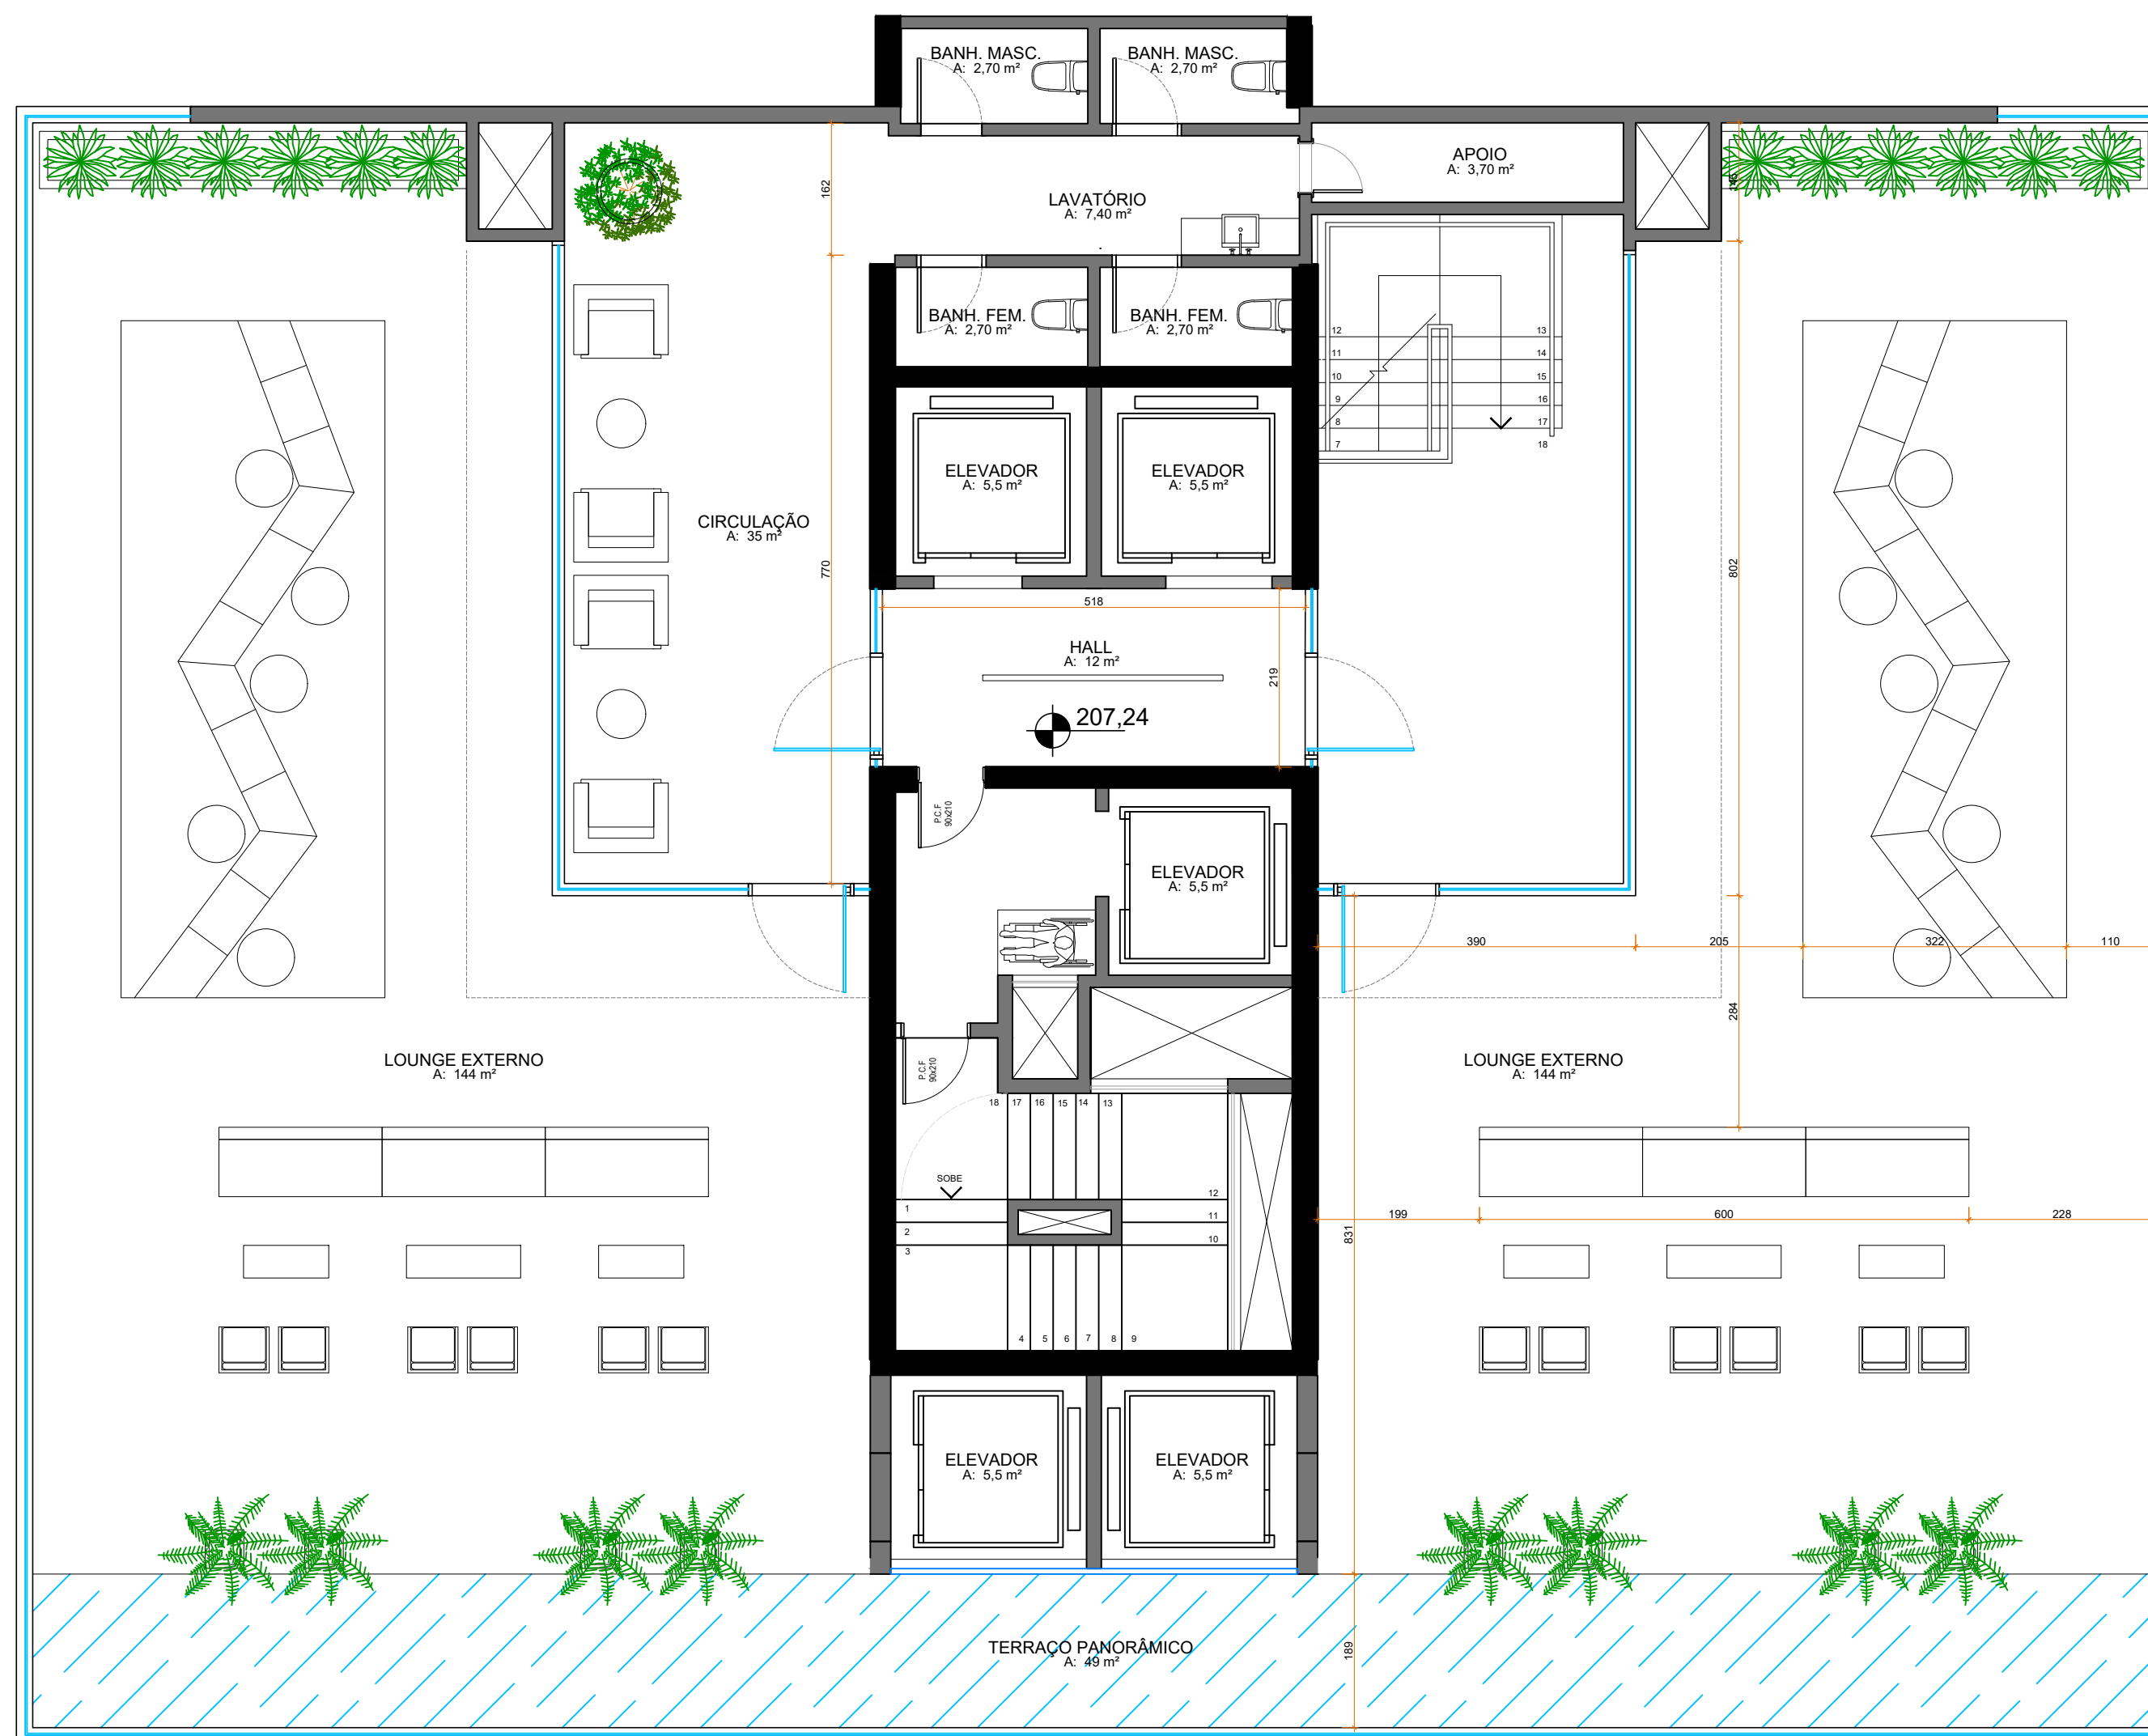 BANH. MASC.
A: 2,70 m²
BANH. MASC.
A: 2,70 m²
APOIO
A: 3,70 m²
LAVATÓRIO
A: 7,40 m²
162
BANH. FEM.
A: 2,70 m²
BANH. FEM.
A: 2,70 m²
12
13
11
14
10
15
9
16
8
17
7
18
ELEVADOR
A: 5,5 m²
ELEVADOR
A: 5,5 m²
CIRCULAÇÃO
A: 35 m²
770
802
518
HALL
A: 12 m²
219
207,24
P.C.F
90x210
ELEVADOR
A: 5,5 m²
390
205
322
110
284
LOUNGE EXTERNO
A: 144 m²
P.C.F
90x210
LOUNGE EXTERNO
A: 144 m²
18
17
16
15
14
13
SOBE
12
1
11
2
10
3
199
600
228
831
4
5
6
7
8
9
ELEVADOR
A: 5,5 m²
ELEVADOR
A: 5,5 m²
TERRAÇO PANORÂMICO
A: 49 m²
189